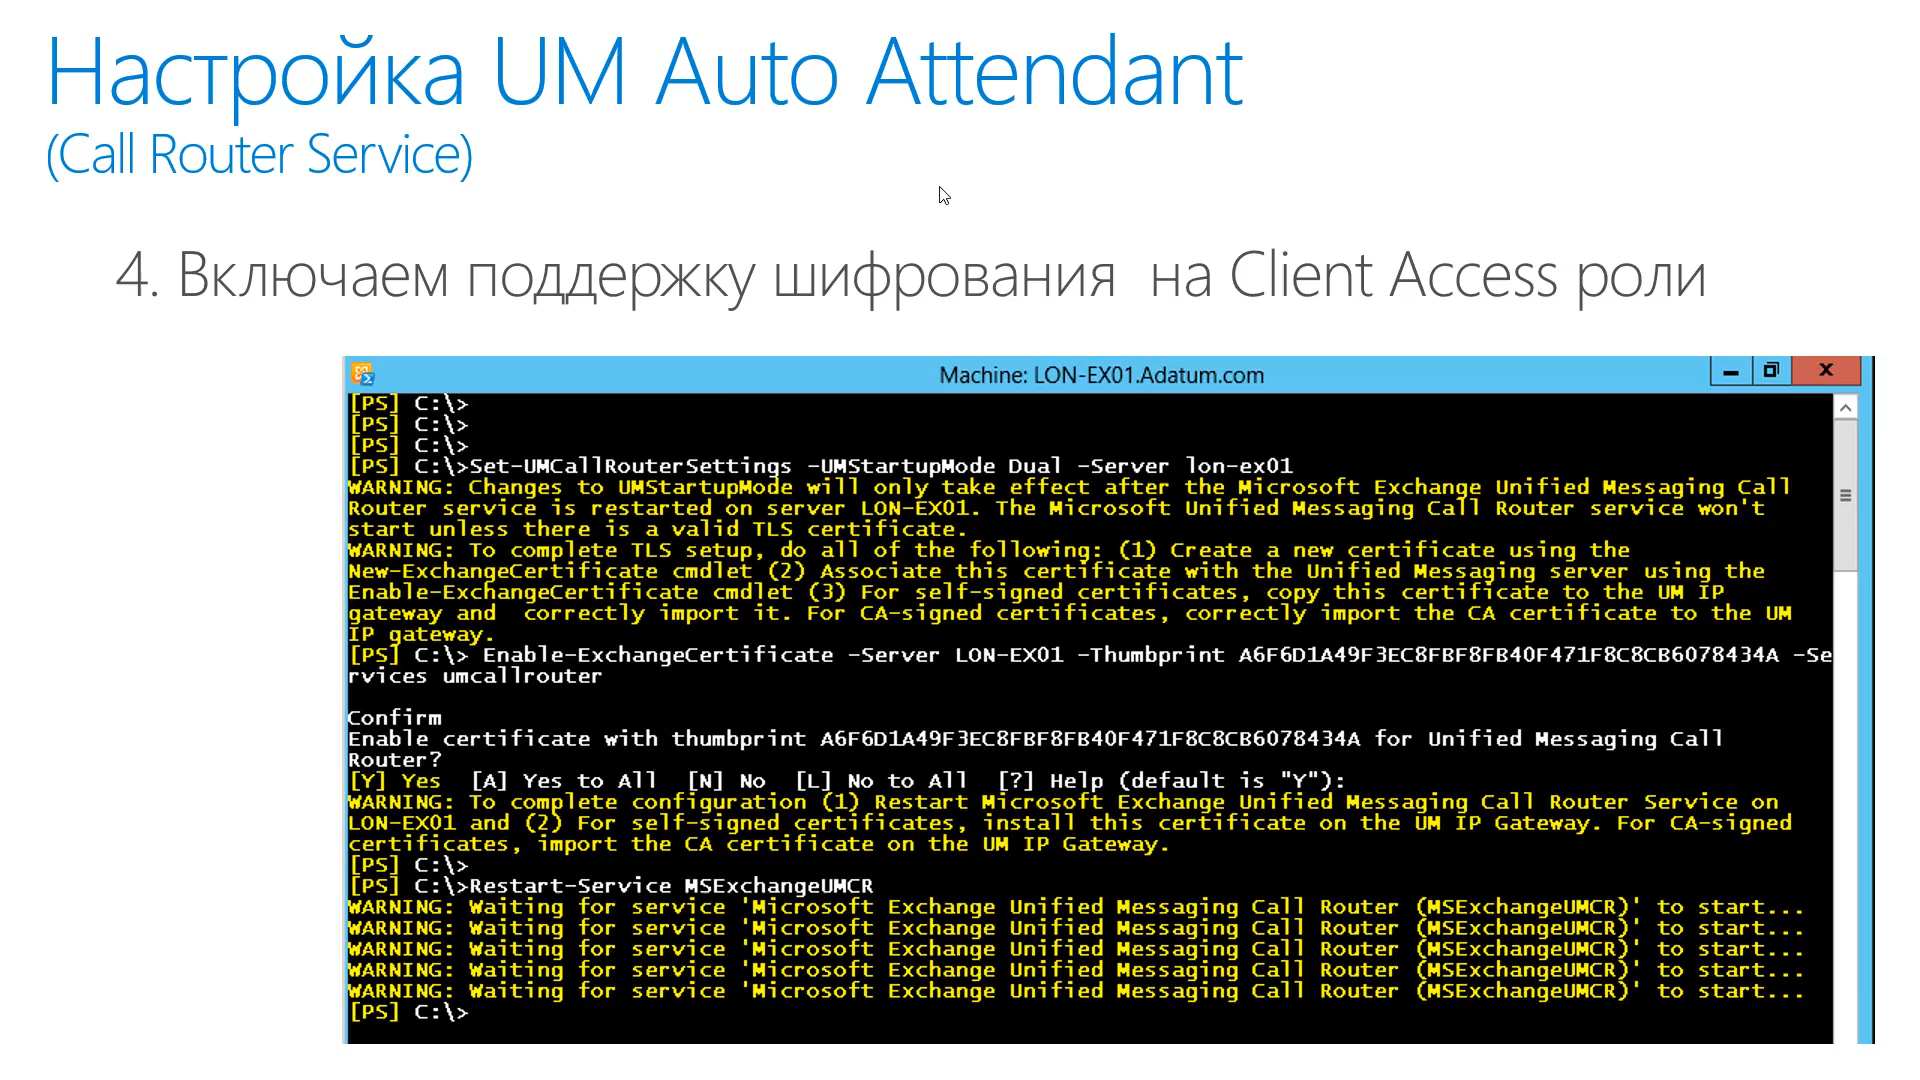 Настройка UM Auto Attendant
(Call Router Service)
4. Включаем поддержку шифрования на Client Access роли
Machine: LON-EX01.Adatum.com
[PS] C:\>
[PS] C:\>
[PS] C:\>
[PS] C:\>Set-UMCallRouterSettings -UMStartupMode Dual -Server lon-ex01
WARNING: Changes to UMStartupMode will only take effect after the Microsoft Exchange Unified Messaging Call
Router service is restarted on server LON-EX01. The Microsoft Unified Messaging Call Router service won't
start unless there is a valid TLS certificate.
WARNING: To complete TLS setup, do all of the following: (1) Create a new certificate using the
New-ExchangeCertificate cmdlet (2) Associate this certificate with the Unified Messaging server using the
Enable-ExchangeCertificate cmdlet (3) For self-signed certificates, copy this certificate to the UM IP
gateway and  correctly import it. For CA-signed certificates, correctly import the CA certificate to the UM
IP gateway.
[PS] C:\> Enable-ExchangeCertificate -Server LON-EX01 -Thumbprint A6F6D1A49F3EC8FBF8FB40F471F8C8CB6078434A -Se
rvices umcallrouter
Confirm
Enable certificate with thumbprint A6F6D1A49F3EC8FBF8FB40F471F8C8CB6078434A for Unified Messaging Call
Router?
[Y] Yes  [A] Yes to All  [N] No  [L] No to All  [?] Help (default is "Y"):
WARNING: To complete configuration (1) Restart Microsoft Exchange Unified Messaging Call Router Service on
LON-EX01 and (2) For self-signed certificates, install this certificate on the UM IP Gateway. For CA-signed
certificates, import the CA certificate on the UM IP Gateway.
[PS] C:\>
[PS] C:\>Restart-Service MSExchangeUMCR
WARNING: Waiting for service 'Microsoft Exchange Unified Messaging Call Router (MSExchangeUMCR)' to start...
WARNING: Waiting for service 'Microsoft Exchange Unified Messaging Call Router (MSExchangeUMCR)' to start...
WARNING: Waiting for service 'Microsoft Exchange Unified Messaging Call Router (MSExchangeUMCR)' to start...
WARNING: Waiting for service 'Microsoft Exchange Unified Messaging Call Router (MSExchangeUMCR)' to start...
WARNING: Waiting for service 'Microsoft Exchange Unified Messaging Call Router (MSExchangeUMCR)' to start...
[PS] C:\>